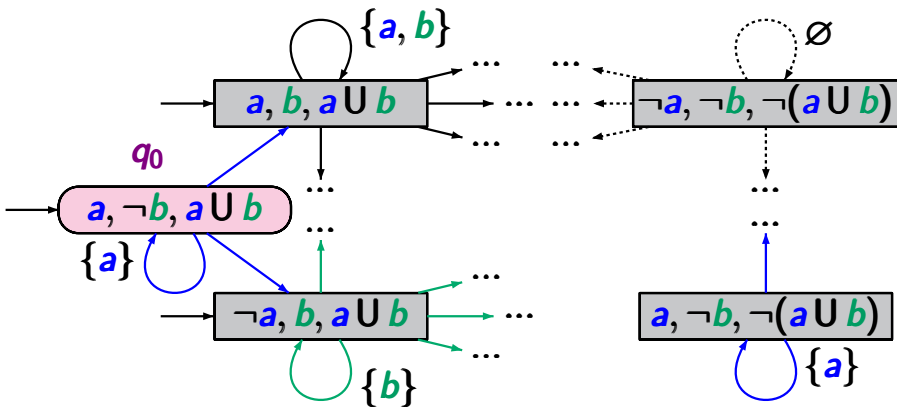 {a, b}
∅
... ...
a, b, a U b
... ...
¬a, ¬b, ¬(a U b)
... ...
q₀
... ...
a, ¬b, a U b
...
{a}
...
¬a, b, a U b
...
a, ¬b, ¬(a U b)
...
{b}
{a}